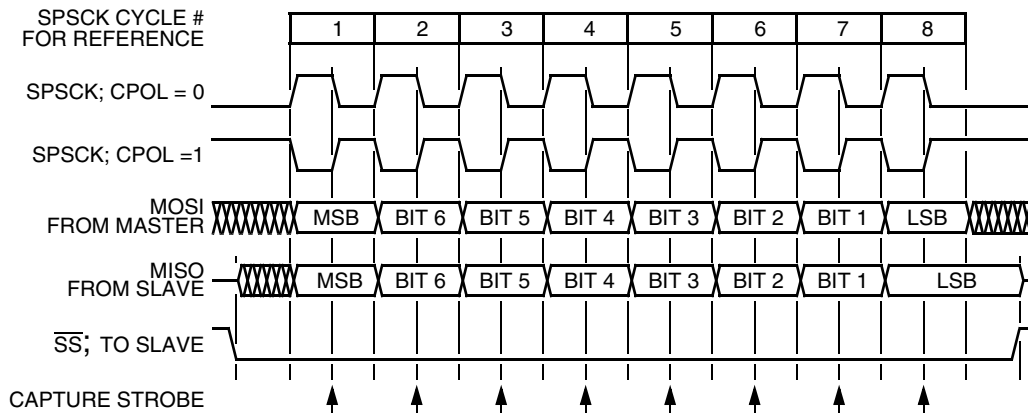 SPSCK CYCLE #
FOR REFERENCE
1 2 3 4 5 6 7 8
SPSCK; CPOL = 0
SPSCK; CPOL =1
MOSI
FROM MASTER
MSB BIT 6 BIT 5 BIT 4 BIT 3 BIT 2 BIT 1 LSB
MISO
FROM SLAVE
MSB BIT 6 BIT 5 BIT 4 BIT 3 BIT 2 BIT 1 LSB
SS; TO SLAVE
CAPTURE STROBE